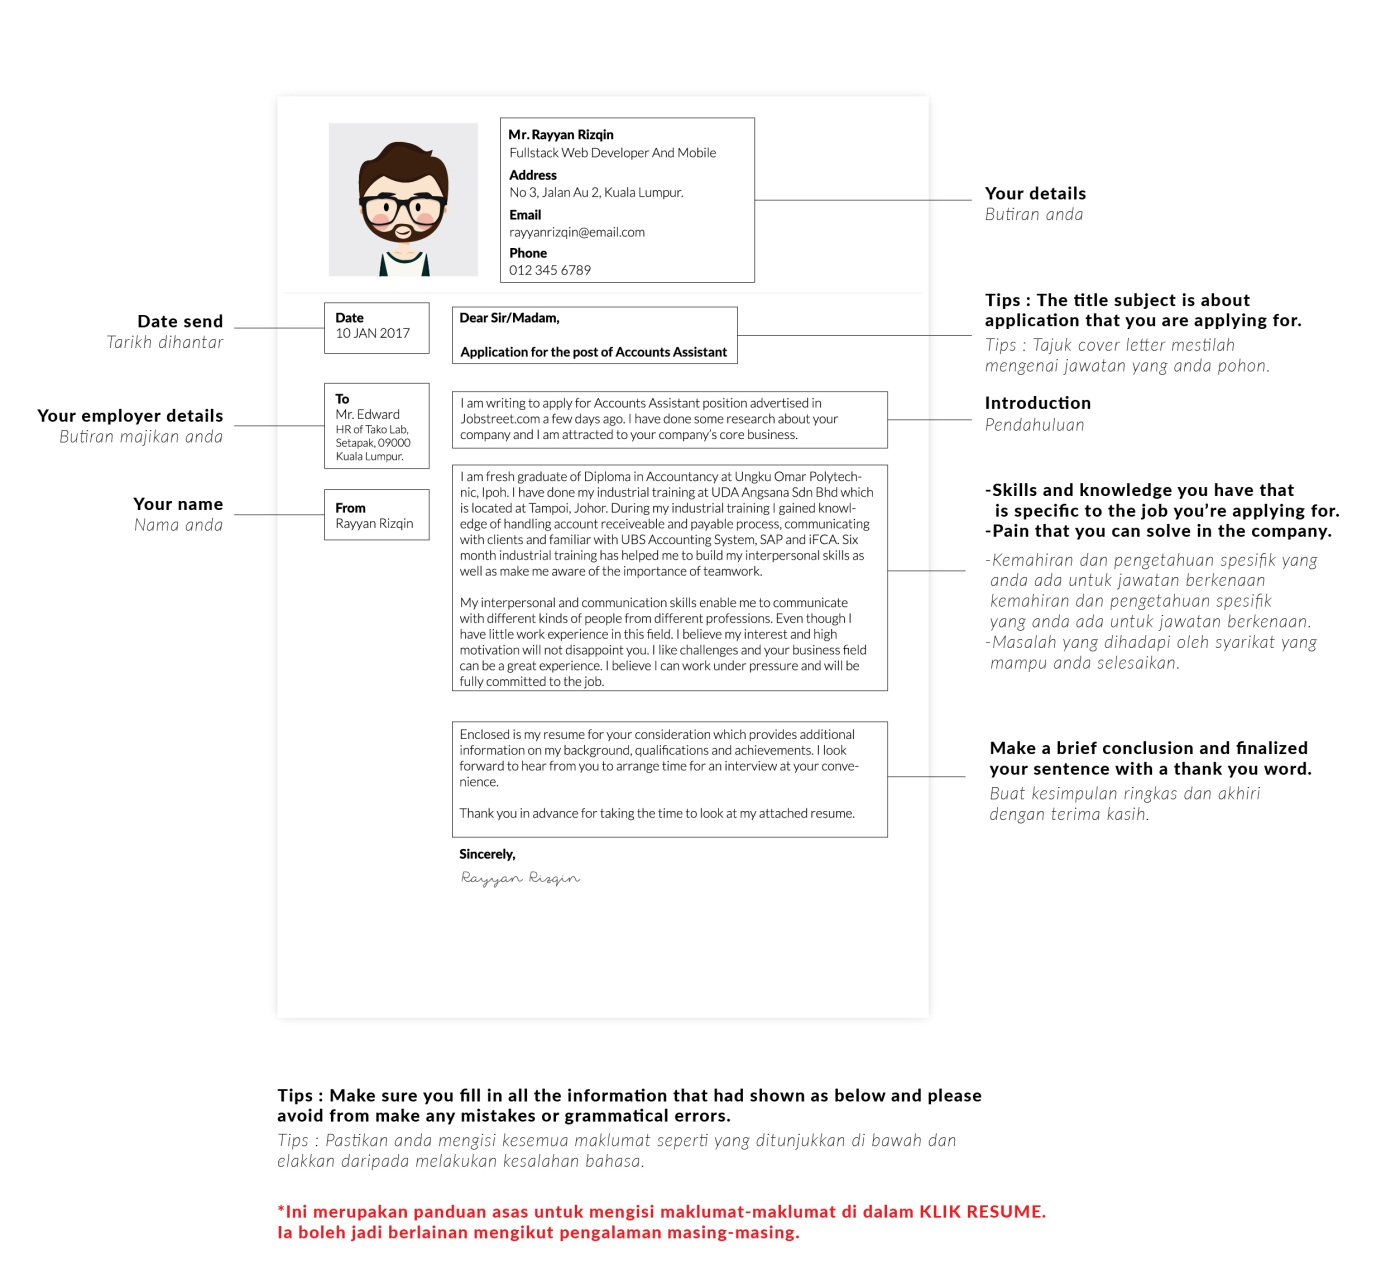 Mr. Rayyan Rizqin
Fullstack Web Developer And Mobile
Address
No 3, Jalan Au 2, Kuala Lumpur.
Email
rayyanrizqin@email.com
Phone
012 345 6789
Your details
Butiran anda
Date send
Tarikh dihantar
Date
10 JAN 2017
Your employer details
Butiran majikan anda
To
Mr. Edward
HR of Tako Lab,
Setapak, 09000
Kuala Lumpur.
Your name
Nama anda
From
Rayyan Rizqin
Dear Sir/Madam,
Application for the post of Accounts Assistant
Tips : The title subject is about
application that you are applying for.
Tips : Tajuk cover letter mestilah
mengenai jawatan yang anda pohon.
I am writing to apply for Accounts Assistant position advertised in
Jobstreet.com a few days ago. I have done some research about your
company and I am attracted to your company's core business.
Introduction
Pendahuluan
I am fresh graduate of Diploma in Accountancy at Ungku Omar Polytech-
nic, Ipoh. I have done my industrial training at UDA Angsana Sdn Bhd which
is located at Tampoi, Johor. During my industrial training I gained knowl-
edge of handling account receiveable and payable process, communicating
with clients and familiar with UBS Accounting System, SAP and iFCA. Six
month industrial training has helped me to build my interpersonal skills as
well as make me aware of the importance of teamwork.
My interpersonal and communication skills enable me to communicate
with different kinds of people from different professions. Even though I
have little work experience in this field. I believe my interest and high
motivation will not disappoint you. I like challenges and your business field
can be a great experience. I believe I can work under pressure and will be
fully committed to the job.
-Skills and knowledge you have that
is specific to the job you're applying for.
-Pain that you can solve in the company.
-Kemahiran dan pengetahuan spesifik yang
anda ada untuk jawatan berkenaan
kemahiran dan pengetahuan spesifik
yang anda ada untuk jawatan berkenaan.
-Masalah yang dihadapi oleh syarikat yang
mampu anda selesaikan.
Enclosed is my resume for your consideration which provides additional
information on my background, qualifications and achievements. I look
forward to hear from you to arrange time for an interview at your conve-
nience.
Thank you in advance for taking the time to look at my attached resume.
Make a brief conclusion and finalized
your sentence with a thank you word.
Buat kesimpulan ringkas dan akhiri
dengan terima kasih.
Sincerely,
Rayyan Rizqin
Tips : Make sure you fill in all the information that had shown as below and please
avoid from make any mistakes or grammatical errors.
Tips : Pastikan anda mengisi kesemua maklumat seperti yang ditunjukkan di bawah dan
elakkan daripada melakukan kesalahan bahasa.
*Ini merupakan panduan asas untuk mengisi maklumat-maklumat di dalam KLIK RESUME.
Ia boleh jadi berlainan mengikut pengalaman masing-masing.